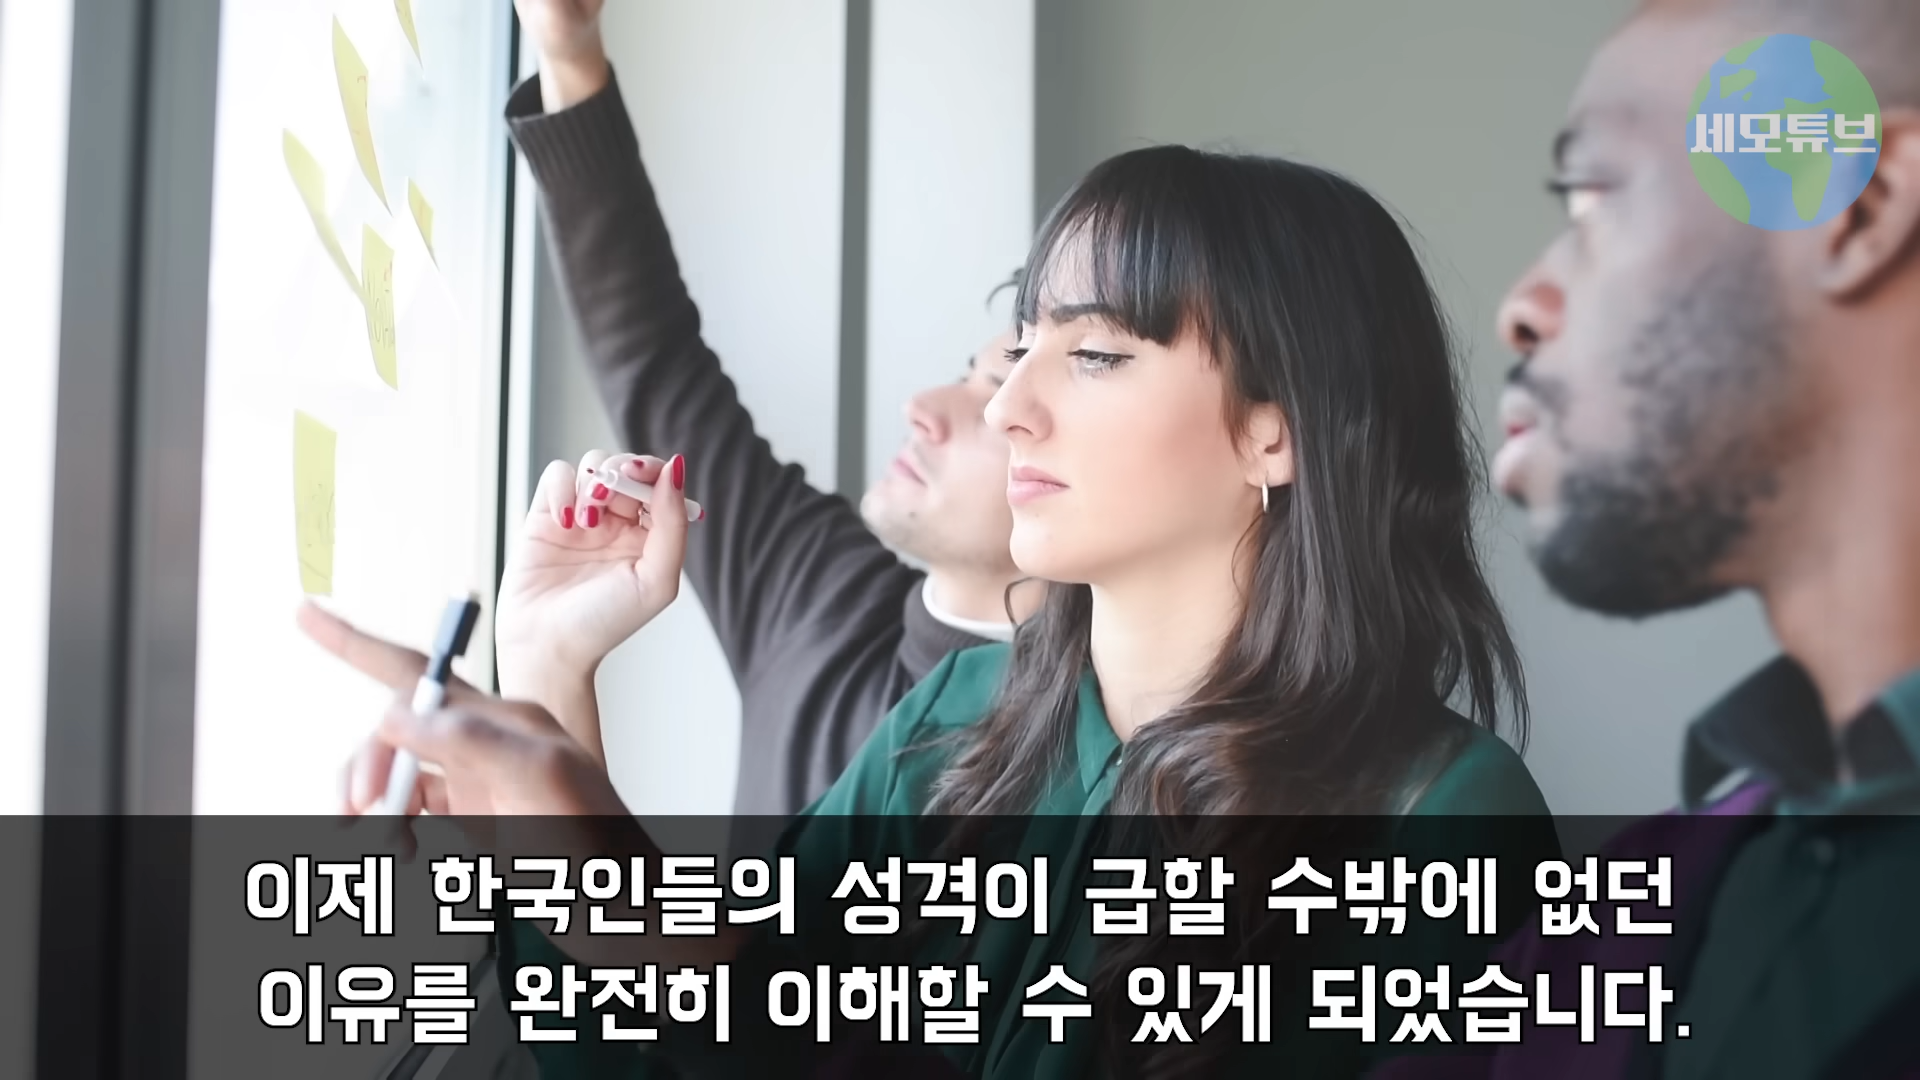 세모튜브
이제 한국인들의 성격이 급할 수밖에 없던
이유를 완전히 이해할 수 있게 되었습니다.